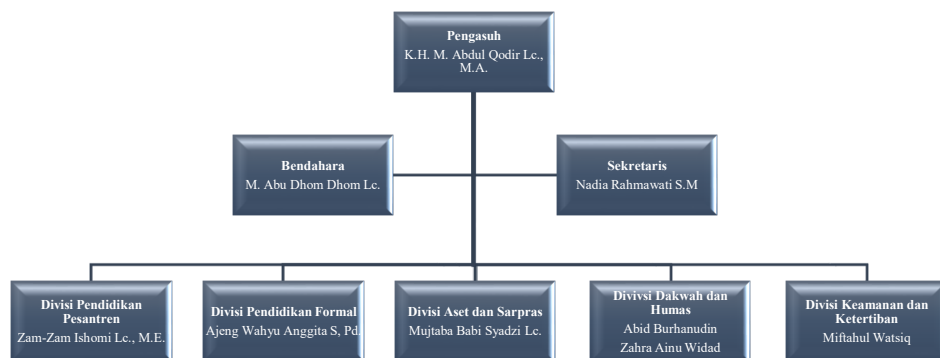 Pengasuh
K.H. M. Abdul Qodir Lc.,
M.A.
Bendahara
M. Abu Dhom Dhom Lc.
Sekretaris
Nadia Rahmawati S.M
Divisi Pendidikan
Pesantren
Zam-Zam Ishomi Lc., M.E.
Divisi Pendidikan Formal
Ajeng Wahyu Anggita S, Pd.
Divisi Aset dan Sarpras
Mujtaba Babi Syadzi Lc.
Divivsi Dakwah dan
Humas
Abid Burhanudin
Zahra Ainu Widad
Divisi Keamanan dan
Ketertiban
Miftahul Watsiq